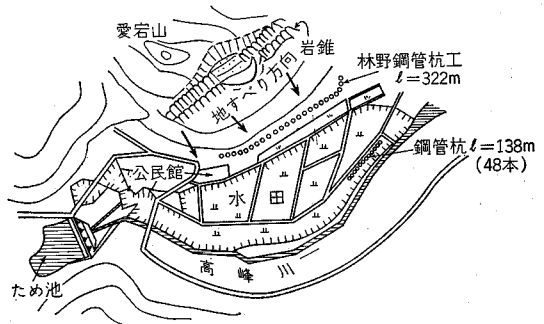 愛宕山
岩錐
地すべり方向
林野鋼管杭工
l=322m
鋼管杭l=138m
(48本)
公民館
水田
高峰川
ため池